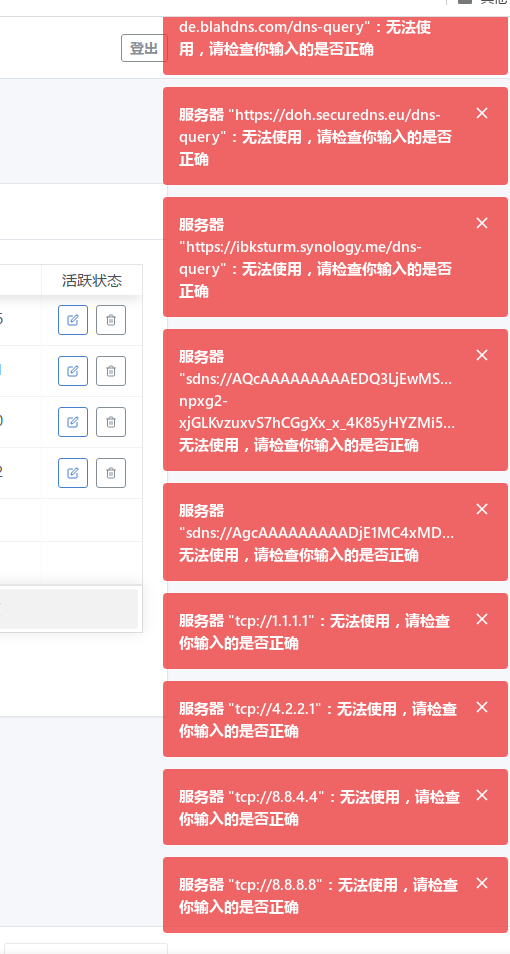 其他
登出
de.blahdns.com/dns-query"：无法使
用，请检查你输入的是否正确
服务器 "https://doh.securedns.eu/dns-
query"：无法使用，请检查你输入的是否
正确
服务器
"https://ibksturm.synology.me/dns-
query"：无法使用，请检查你输入的是否
正确
活跃状态
服务器
"sdns://AQcAAAAAAAAAEDQ3LjEwMS...
npxg2-
xjGLKvzuxvS7hCGgXx_x_4K85yHYZMi5...
无法使用，请检查你输入的是否正确
服务器
"sdns://AgcAAAAAAAAADjE1MC4xMD...
无法使用，请检查你输入的是否正确
服务器 "tcp://1.1.1.1"：无法使用，请检查
你输入的是否正确
服务器 "tcp://4.2.2.1"：无法使用，请检查
你输入的是否正确
服务器 "tcp://8.8.4.4"：无法使用，请检查
你输入的是否正确
服务器 "tcp://8.8.8.8"：无法使用，请检查
你输入的是否正确